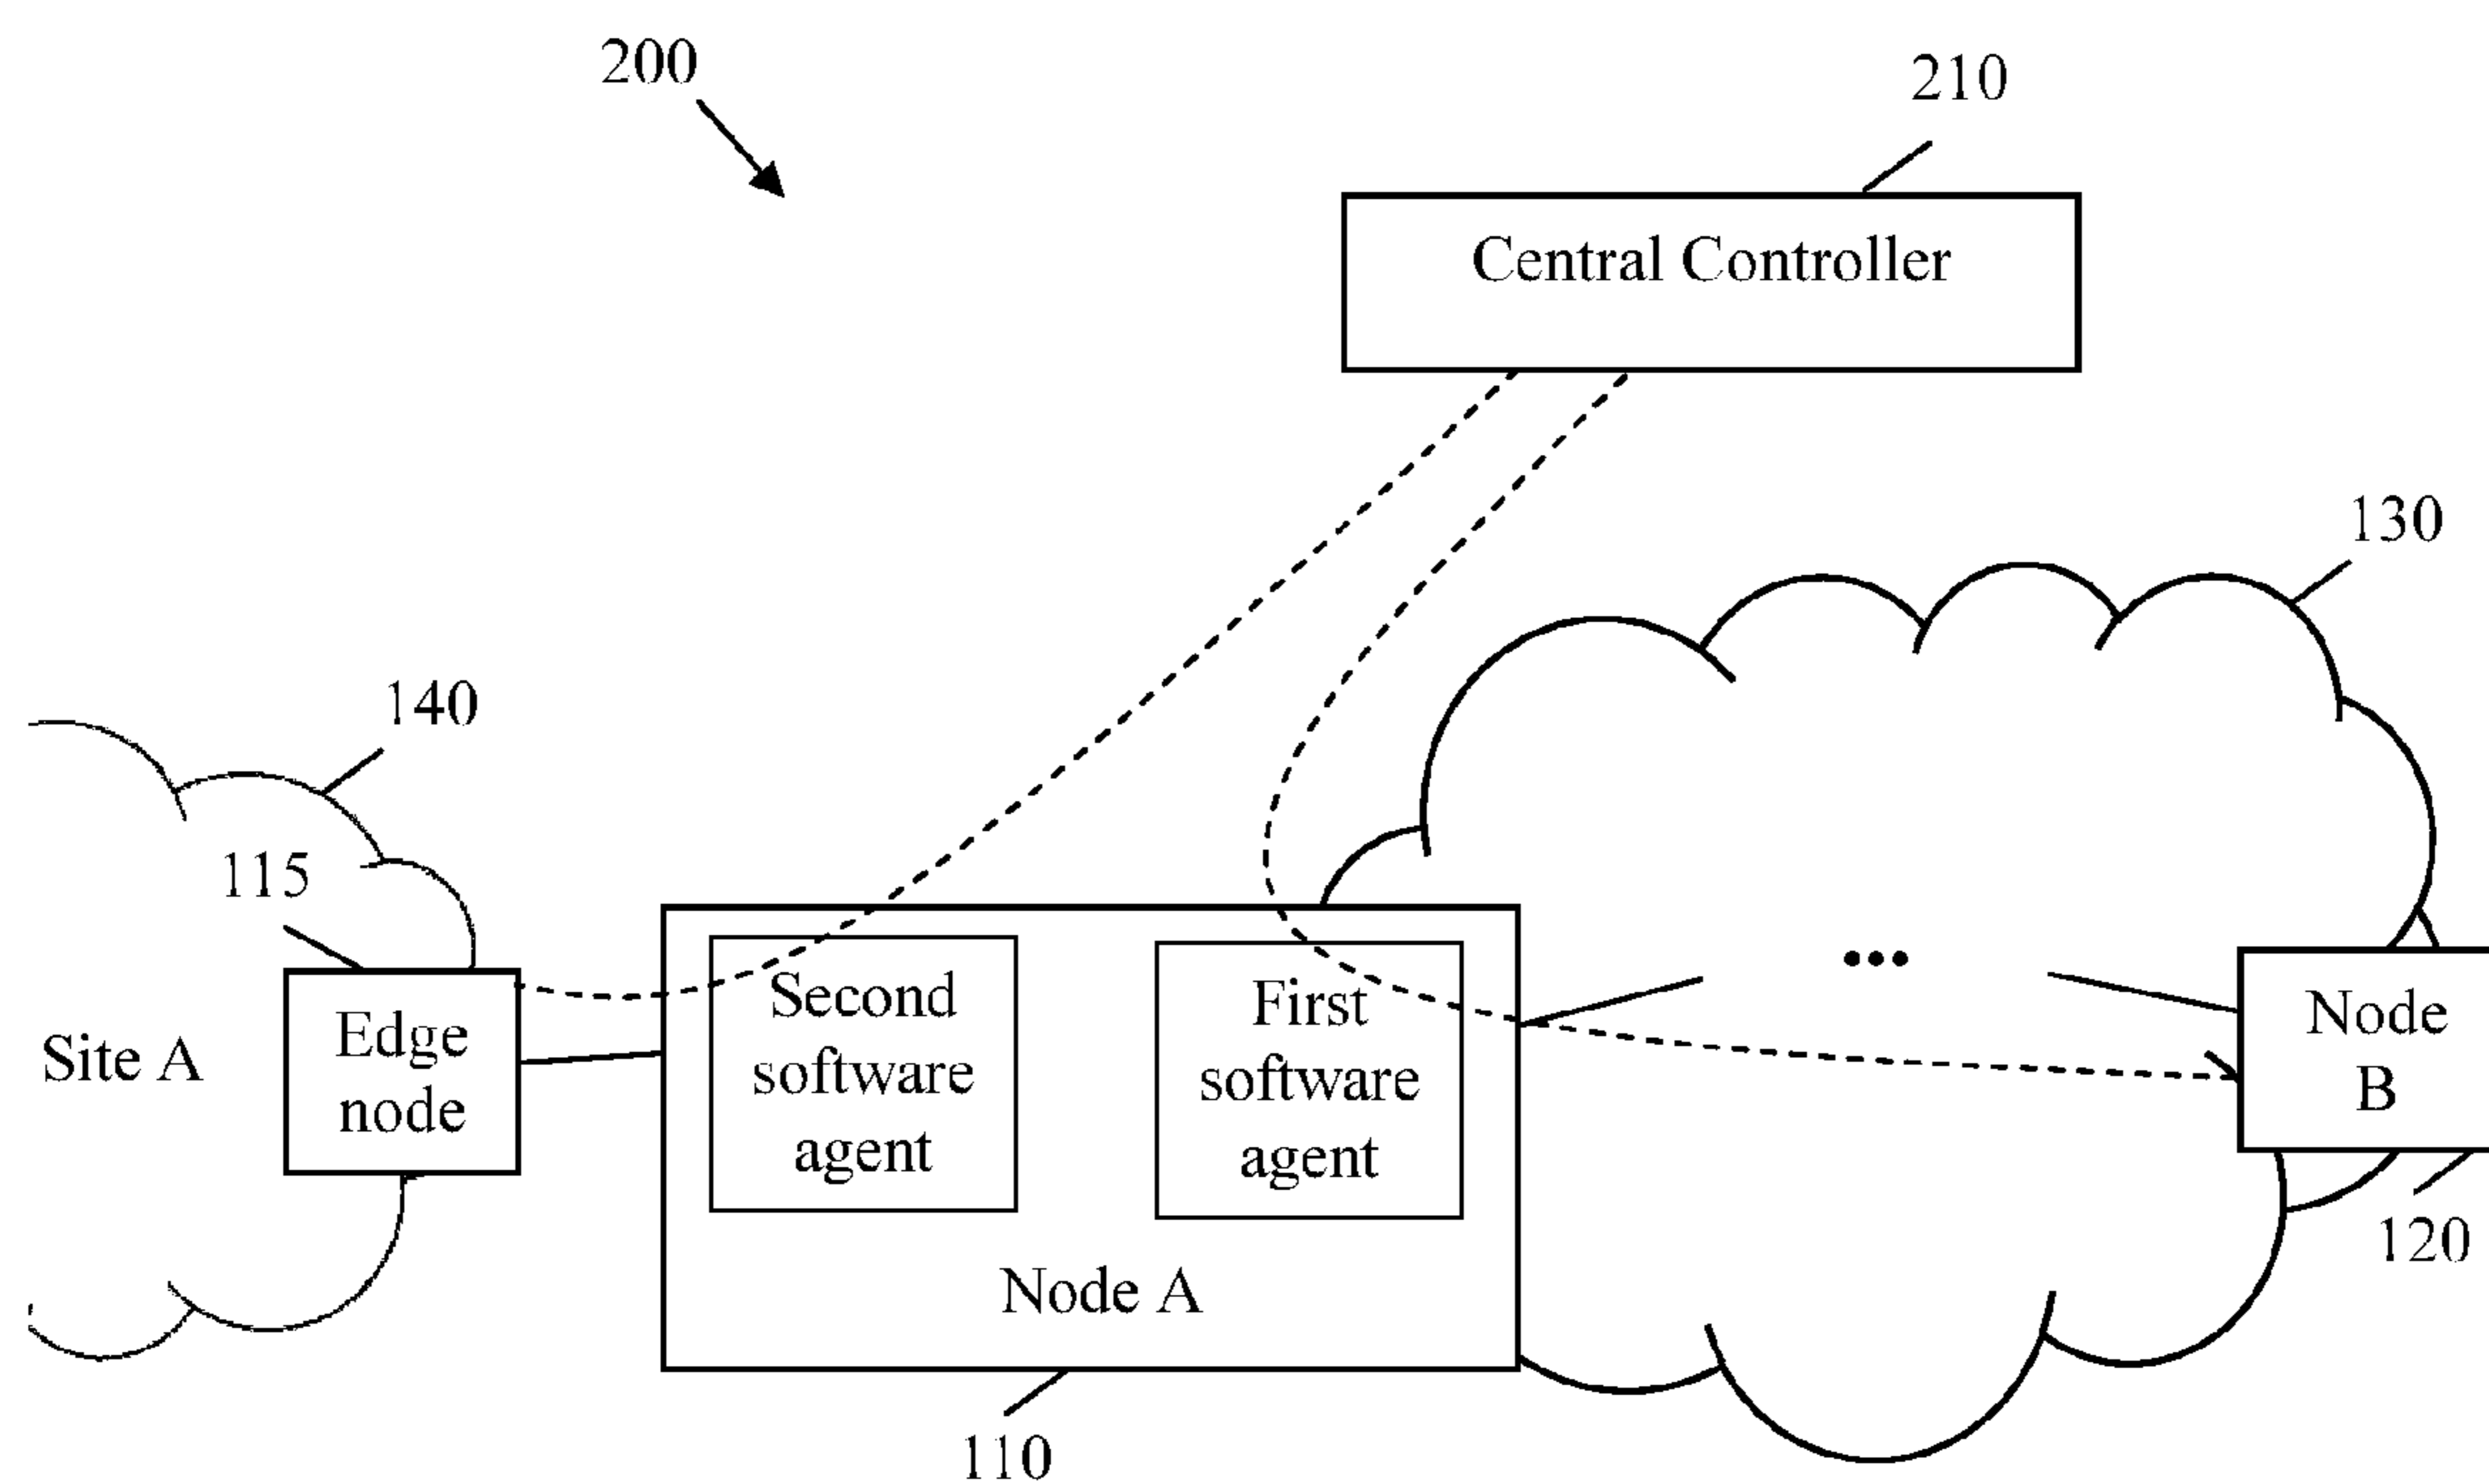 200
210
Central Controller
130
140
115
Site A
Edge
node
Second
software
agent
First
software
agent
Node A
•••
Node
B
120
110